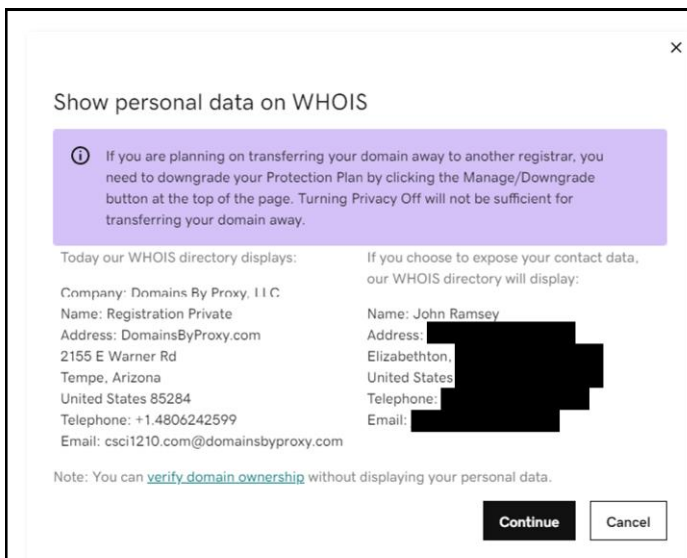 Show personal data on WHOIS
If you are planning on transferring your domain away to another registrar, you
need to downgrade your Protection Plan by clicking the Manage/Downgrade
button at the top of the page. Turning Privacy Off will not be sufficient for
transferring your domain away.
Today our WHOIS directory displays:
Company: Domains By Proxy, LLC
Name: Registration Private
Address: DomainsByProxy.com
2155 E Warner Rd
Tempe, Arizona
United States 85284
Telephone: +1.4806242599
Email: csci1210.com@domainsbyproxy.com
If you choose to expose your contact data,
our WHOIS directory will display:
Name: John Ramsey
Address:
Elizabethton,
United States
Telephone:
Email:
Note: You can verify domain ownership without displaying your personal data.
Continue
Cancel